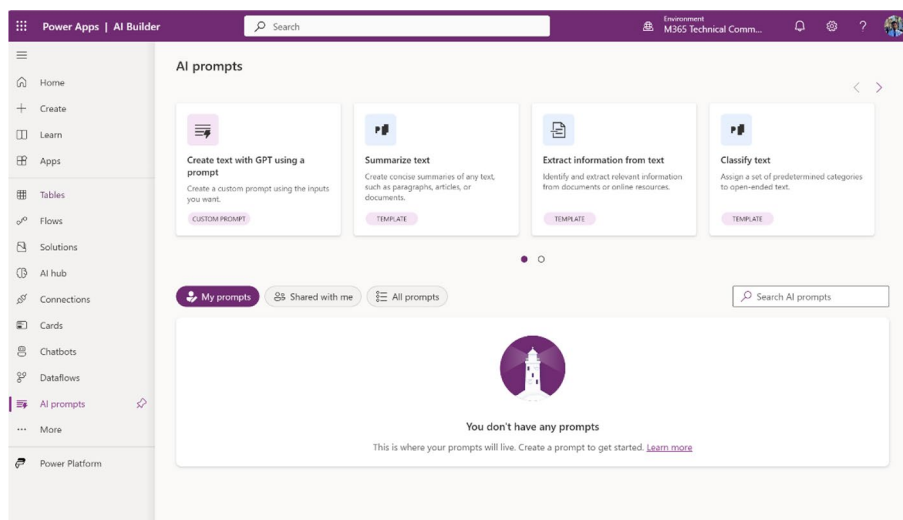 Power Apps | AI Builder
Search
Environment
M365 Technical Comm...
Home
Create
Learn
Apps
Tables
Flows
Solutions
AI hub
Connections
Cards
Chatbots
Dataflows
AI prompts
More
Power Platform
AI prompts
Create text with GPT using a
prompt
Create a custom prompt using the inputs
you want.
CUSTOM PROMPT
Summarize text
Create concise summaries of any text,
such as paragraphs, articles, or
documents.
TEMPLATE
Extract information from text
Identify and extract relevant information
from documents or online resources.
TEMPLATE
Classify text
Assign a set of predetermined categories
to open-ended text.
TEMPLATE
My prompts
Shared with me
All prompts
Search AI prompts
You don't have any prompts
This is where your prompts will live. Create a prompt to get started. Learn more